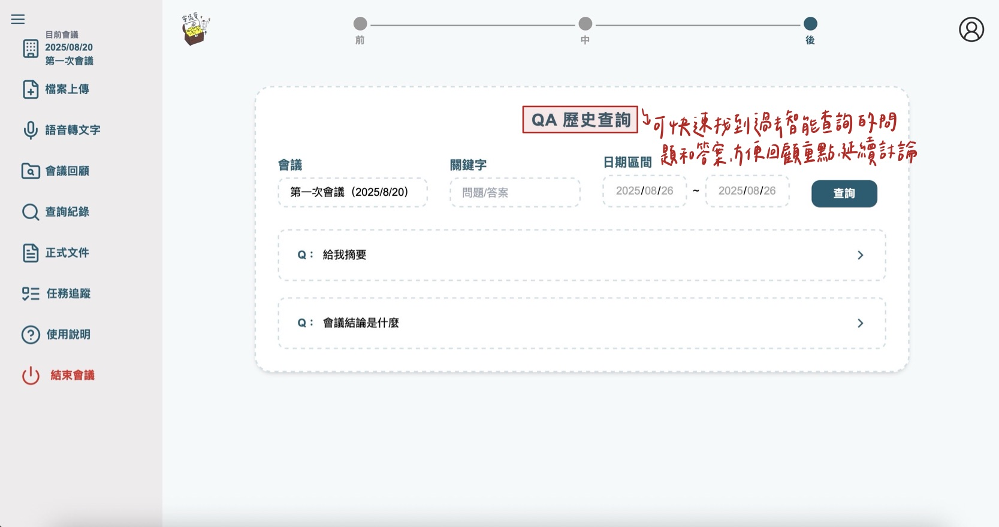 目前會議
2025/08/20
第一次會議
檔案上傳
語音轉文字
會議回顧
查詢紀錄
正式文件
任務追蹤
使用說明
結束會議
前
中
後
QA 歷史查詢
可快速找到過去智能查詢的問
題和答案,方便回顧重點.延續討論
會議
關鍵字
日期區間
第一次會議（2025/8/20）
問題/答案
2025/08/26 ~ 2025/08/26
查詢
Q： 給我摘要
Q： 會議結論是什麼